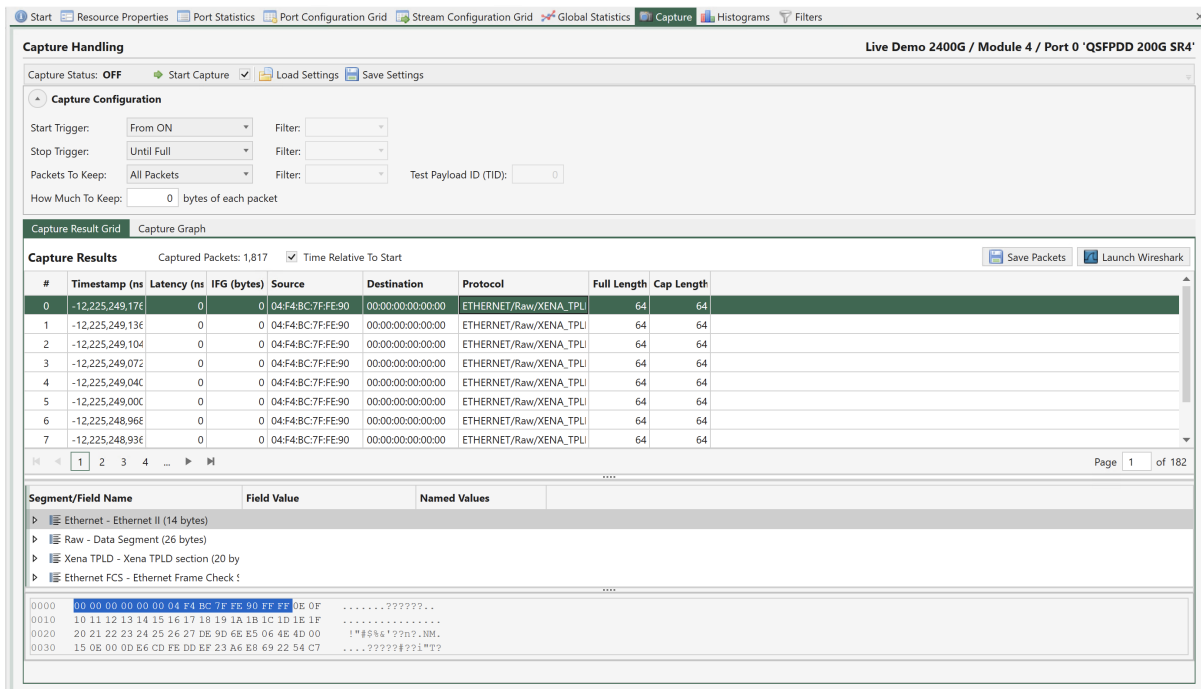 Start Resource Properties Port Statistics Port Configuration Grid Stream Configuration Grid Global Statistics Capture Histograms Filters
Capture Handling Live Demo 2400G / Module 4 / Port 0 'QSFPDD 200G SR4'
Capture Status: OFF Start Capture Load Settings Save Settings
Capture Configuration
Start Trigger: From ON Filter:
Stop Trigger: Until Full Filter:
Packets To Keep: All Packets Filter: Test Payload ID (TID): 0
How Much To Keep: 0 bytes of each packet
Capture Result Grid Capture Graph
Capture Results Captured Packets: 1,817 Time Relative To Start Save Packets Launch Wireshark
# Timestamp (ns Latency (ns IFG (bytes) Source Destination Protocol Full Length Cap Length
0 -12,225,249,176 0 0 04:F4:BC:7F:FE:90 00:00:00:00:00:00 ETHERNET/Raw/XENA_TPL 64 64
1 -12,225,249,136 0 0 04:F4:BC:7F:FE:90 00:00:00:00:00:00 ETHERNET/Raw/XENA_TPL 64 64
2 -12,225,249,104 0 0 04:F4:BC:7F:FE:90 00:00:00:00:00:00 ETHERNET/Raw/XENA_TPL 64 64
3 -12,225,249,072 0 0 04:F4:BC:7F:FE:90 00:00:00:00:00:00 ETHERNET/Raw/XENA_TPL 64 64
4 -12,225,249,040 0 0 04:F4:BC:7F:FE:90 00:00:00:00:00:00 ETHERNET/Raw/XENA_TPL 64 64
5 -12,225,249,000 0 0 04:F4:BC:7F:FE:90 00:00:00:00:00:00 ETHERNET/Raw/XENA_TPL 64 64
6 -12,225,248,968 0 0 04:F4:BC:7F:FE:90 00:00:00:00:00:00 ETHERNET/Raw/XENA_TPL 64 64
7 -12,225,248,936 0 0 04:F4:BC:7F:FE:90 00:00:00:00:00:00 ETHERNET/Raw/XENA_TPL 64 64
1 2 3 4 ... Page 1 of 182
Segment/Field Name Field Value Named Values
Ethernet - Ethernet II (14 bytes)
Raw - Data Segment (26 bytes)
Xena TPLD - Xena TPLD section (20 by
Ethernet FCS - Ethernet Frame Check
0000 00 00 00 00 00 00 04 F4 BC 7F FE 90 FF FF 0E 0F .......??????..
0010 10 11 12 13 14 15 16 17 18 19 1A 1B 1C 1D 1E 1F ................
0020 20 21 22 23 24 25 26 27 DE 9D 6E E5 06 4E 4D 00 !"#$%&'??n?.NM.
0030 15 0E 00 0D E6 CD FE DD EF 23 A6 E8 69 22 54 C7 ....?????#??i"T?